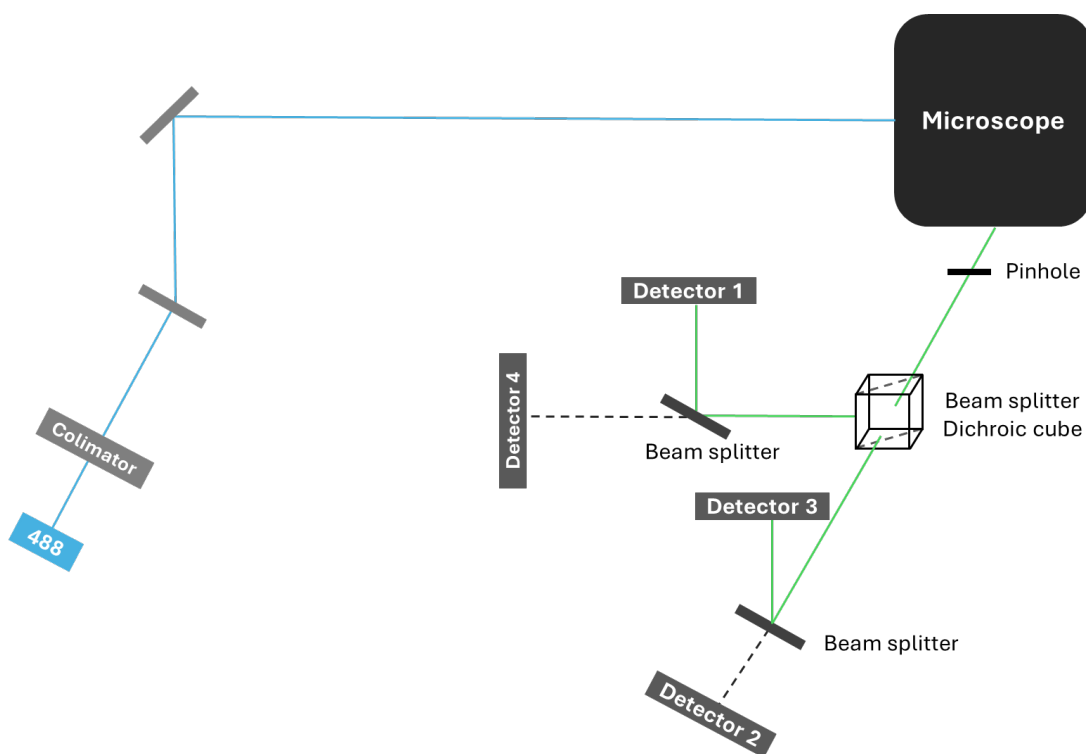 Microscope
Pinhole
Detector 1
Detector 4
Beam splitter
Dichroic cube
Beam splitter
Colimator
Detector 3
488
Beam splitter
Detector 2